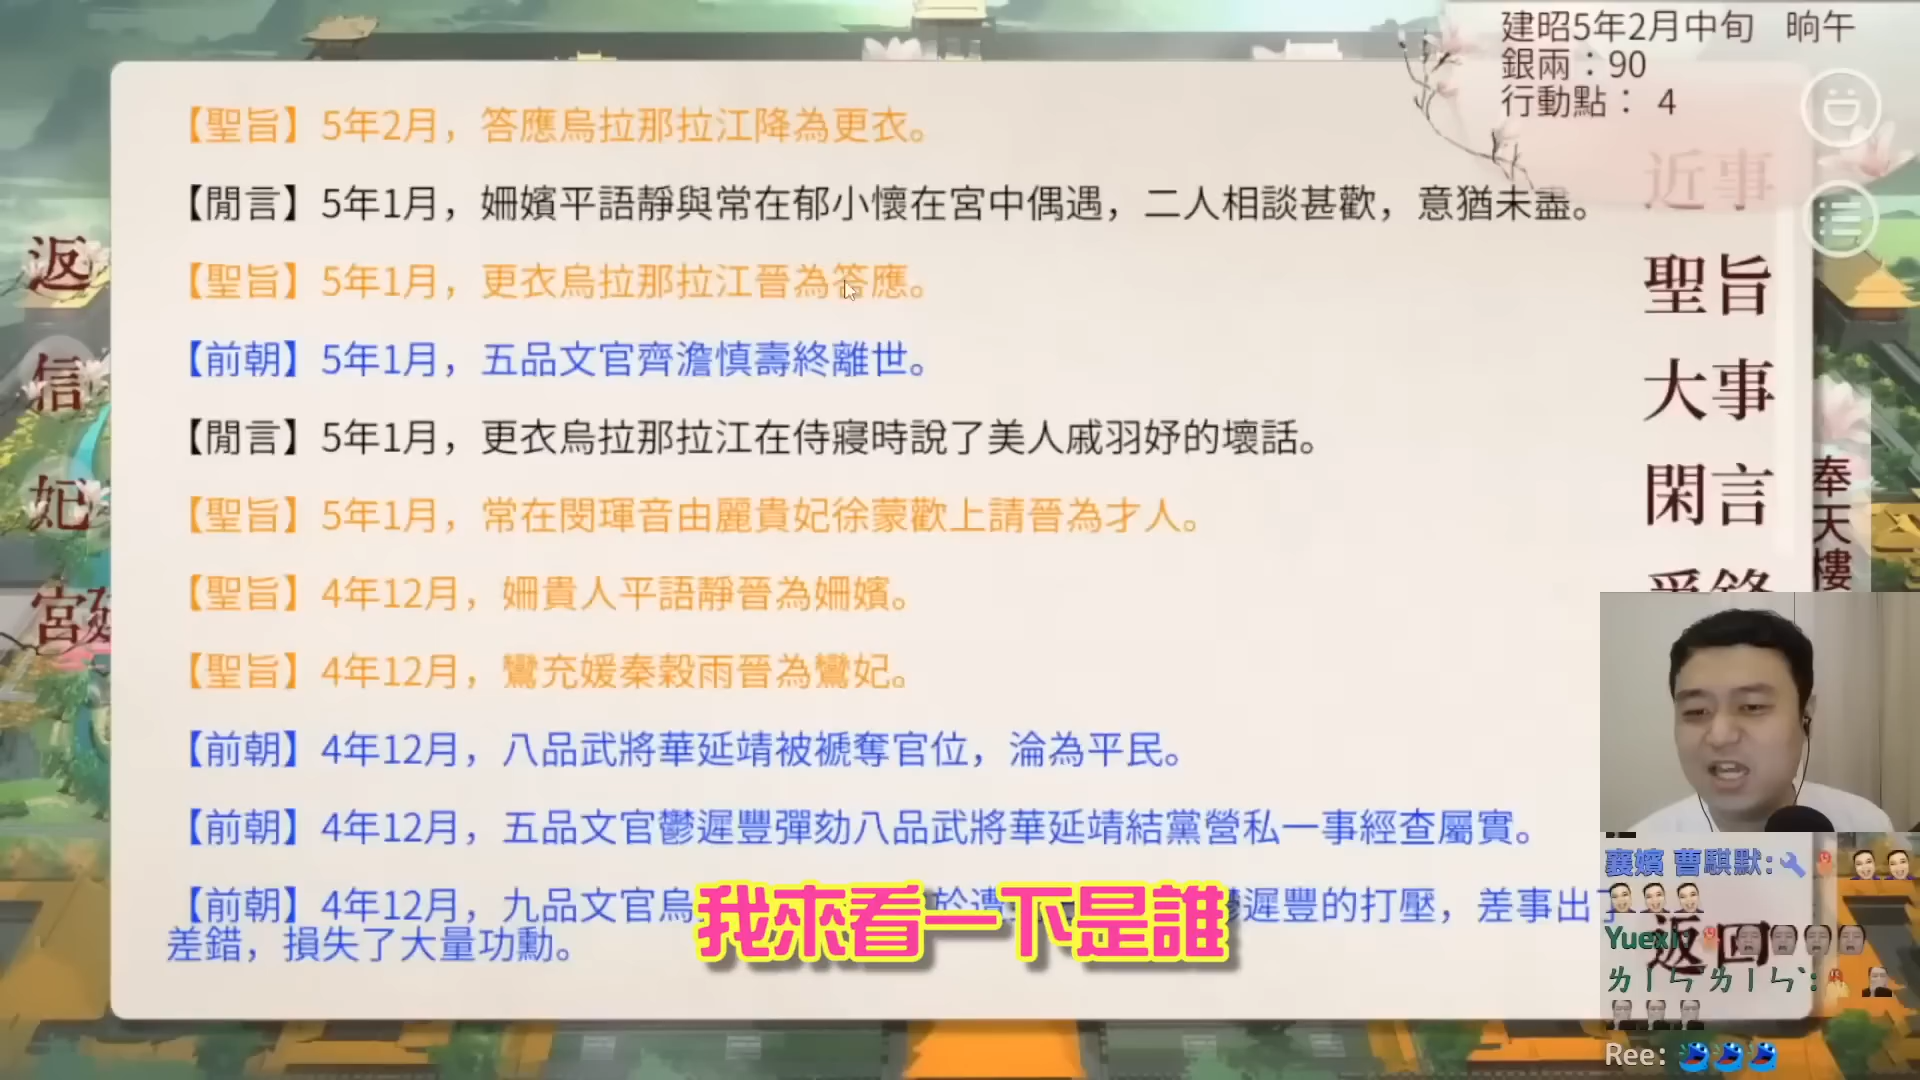 建昭5年2月中旬 晌午
銀兩：90
行動點： 4
【聖旨】5年2月，答應烏拉那拉江降為更衣。
【閒言】5年1月，姍嬪平語靜與常在郁小懷在宮中偶遇，二人相談甚歡，意猶未盡。
【聖旨】5年1月，更衣烏拉那拉江晉為答應。
【前朝】5年1月，五品文官齊澹慎壽終離世。
【閒言】5年1月，更衣烏拉那拉江在侍寢時說了美人戚羽妤的壞話。
【聖旨】5年1月，常在閔琿音由麗貴妃徐蒙歡上請晉為才人。
【聖旨】4年12月，姍貴人平語靜晉為姍嬪。
【聖旨】4年12月，鸞充媛秦穀雨晉為鸞妃。
【前朝】4年12月，八品武將華延靖被褫奪官位，淪為平民。
【前朝】4年12月，五品文官鬱遲豐彈劾八品武將華延靖結黨營私一事經查屬實。
【前朝】4年12月，九品文官烏 於遭 鬱遲豐的打壓，差事出了
差錯，損失了大量功勳。
我來看一下是誰
返
信
妃
宮
近事
聖旨
大事
閑言
返回
奉天樓
襄嬪 曹騏默:
Yuexi
ㄌㄧㄣˊㄌㄧㄣˋ:
Ree: